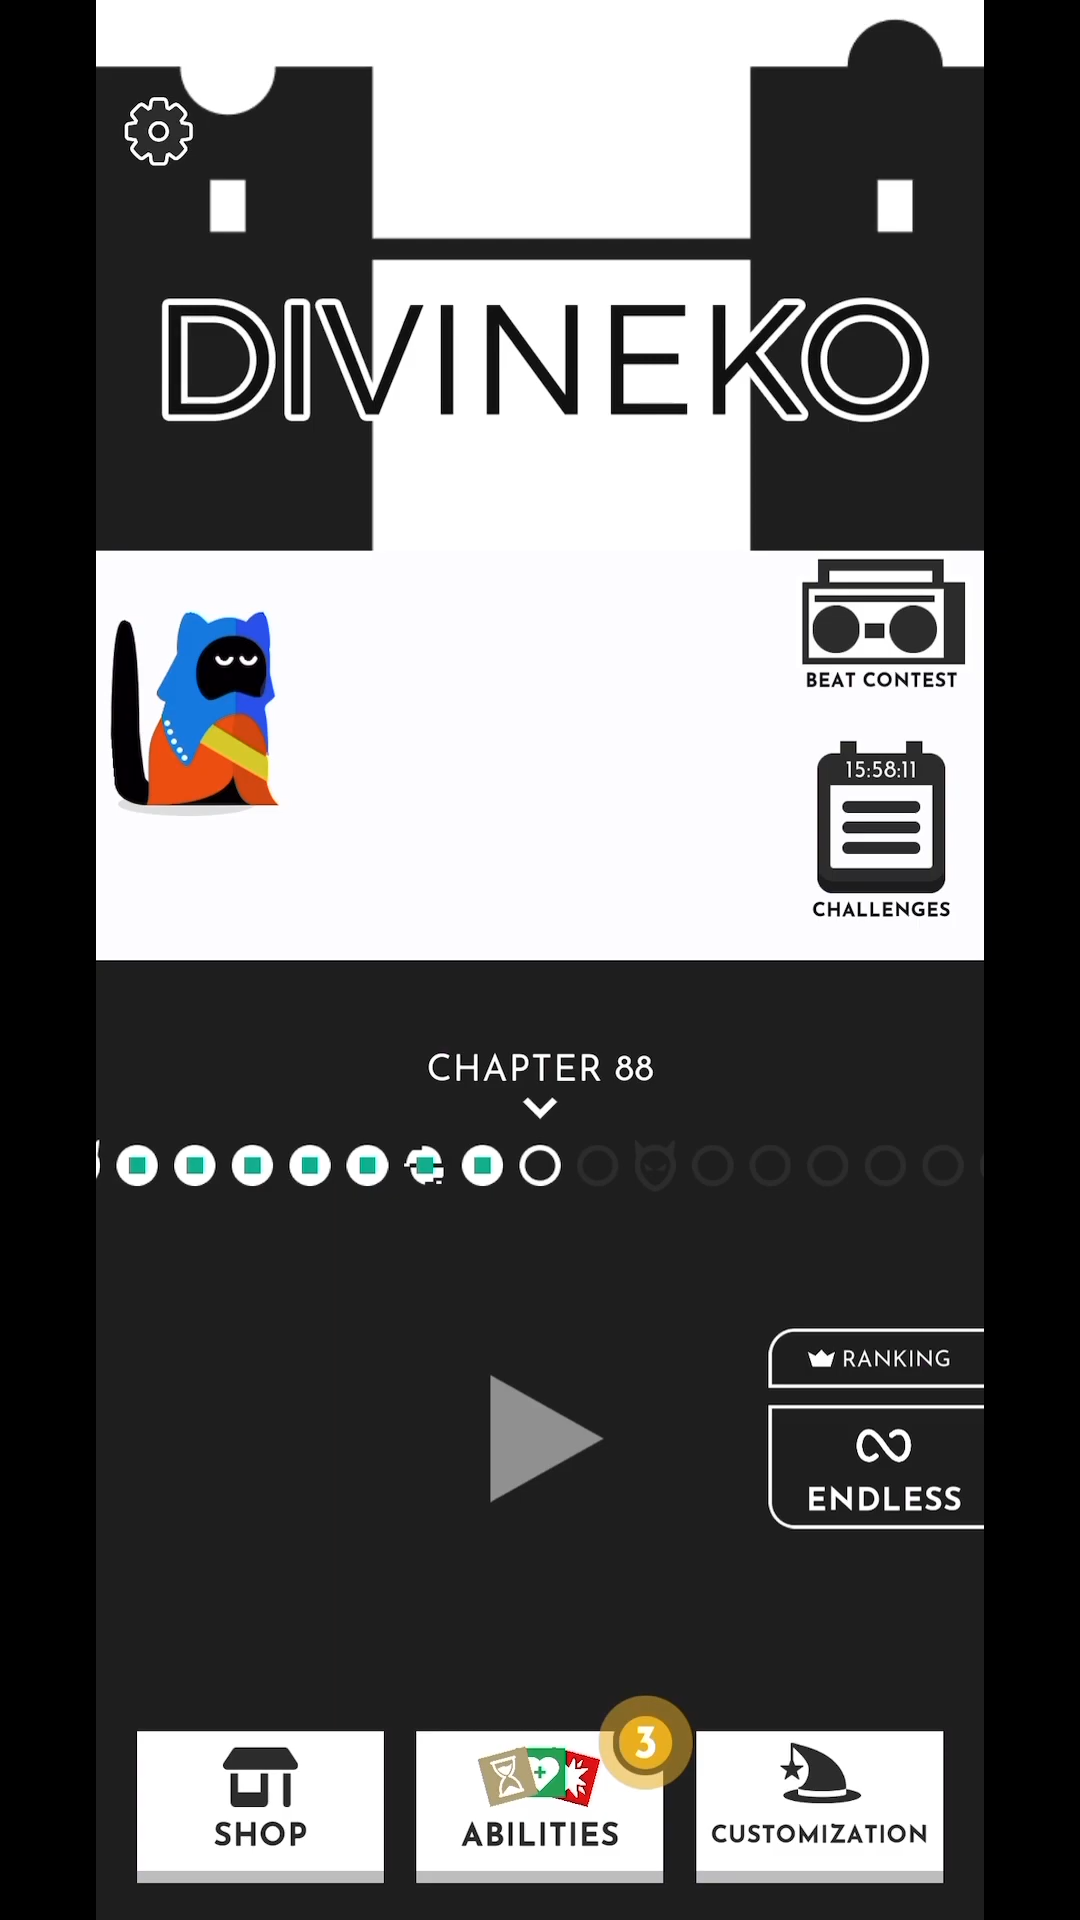 DIVINEKO
BEAT CONTEST
15:58:11
CHALLENGES
CHAPTER 88
RANKING
ENDLESS
3
SHOP
ABILITIES
CUSTOMIZATION